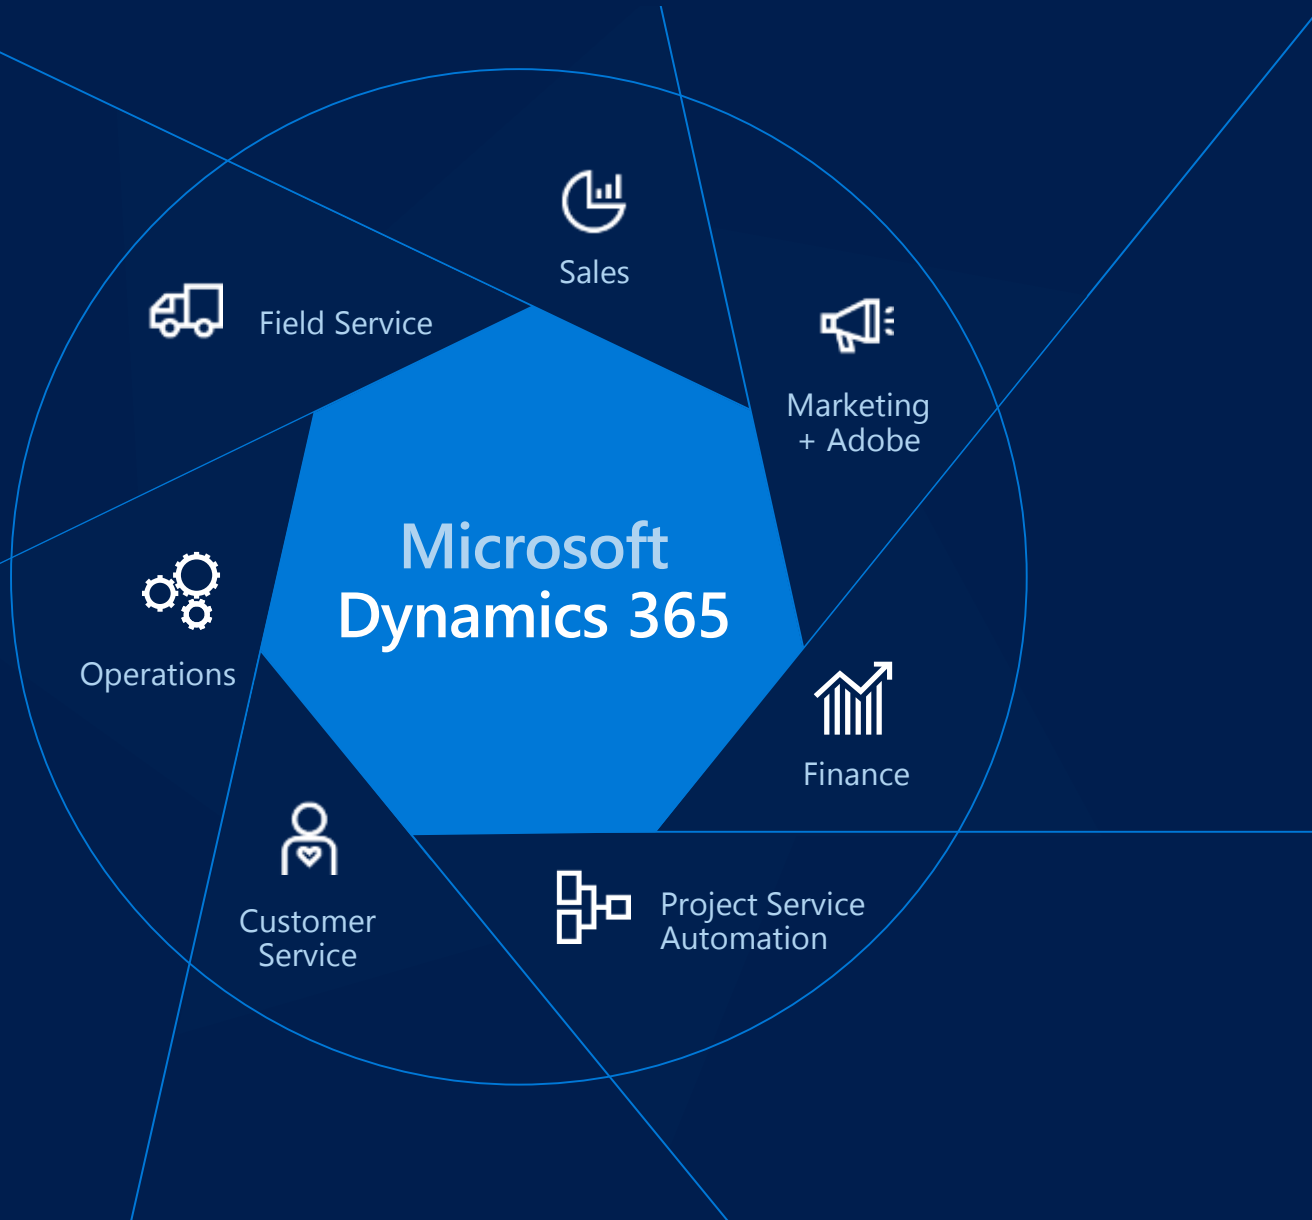 Sales
Field Service
Marketing
+ Adobe
Microsoft
Dynamics 365
Operations
Finance
Customer
Service
Project Service
Automation